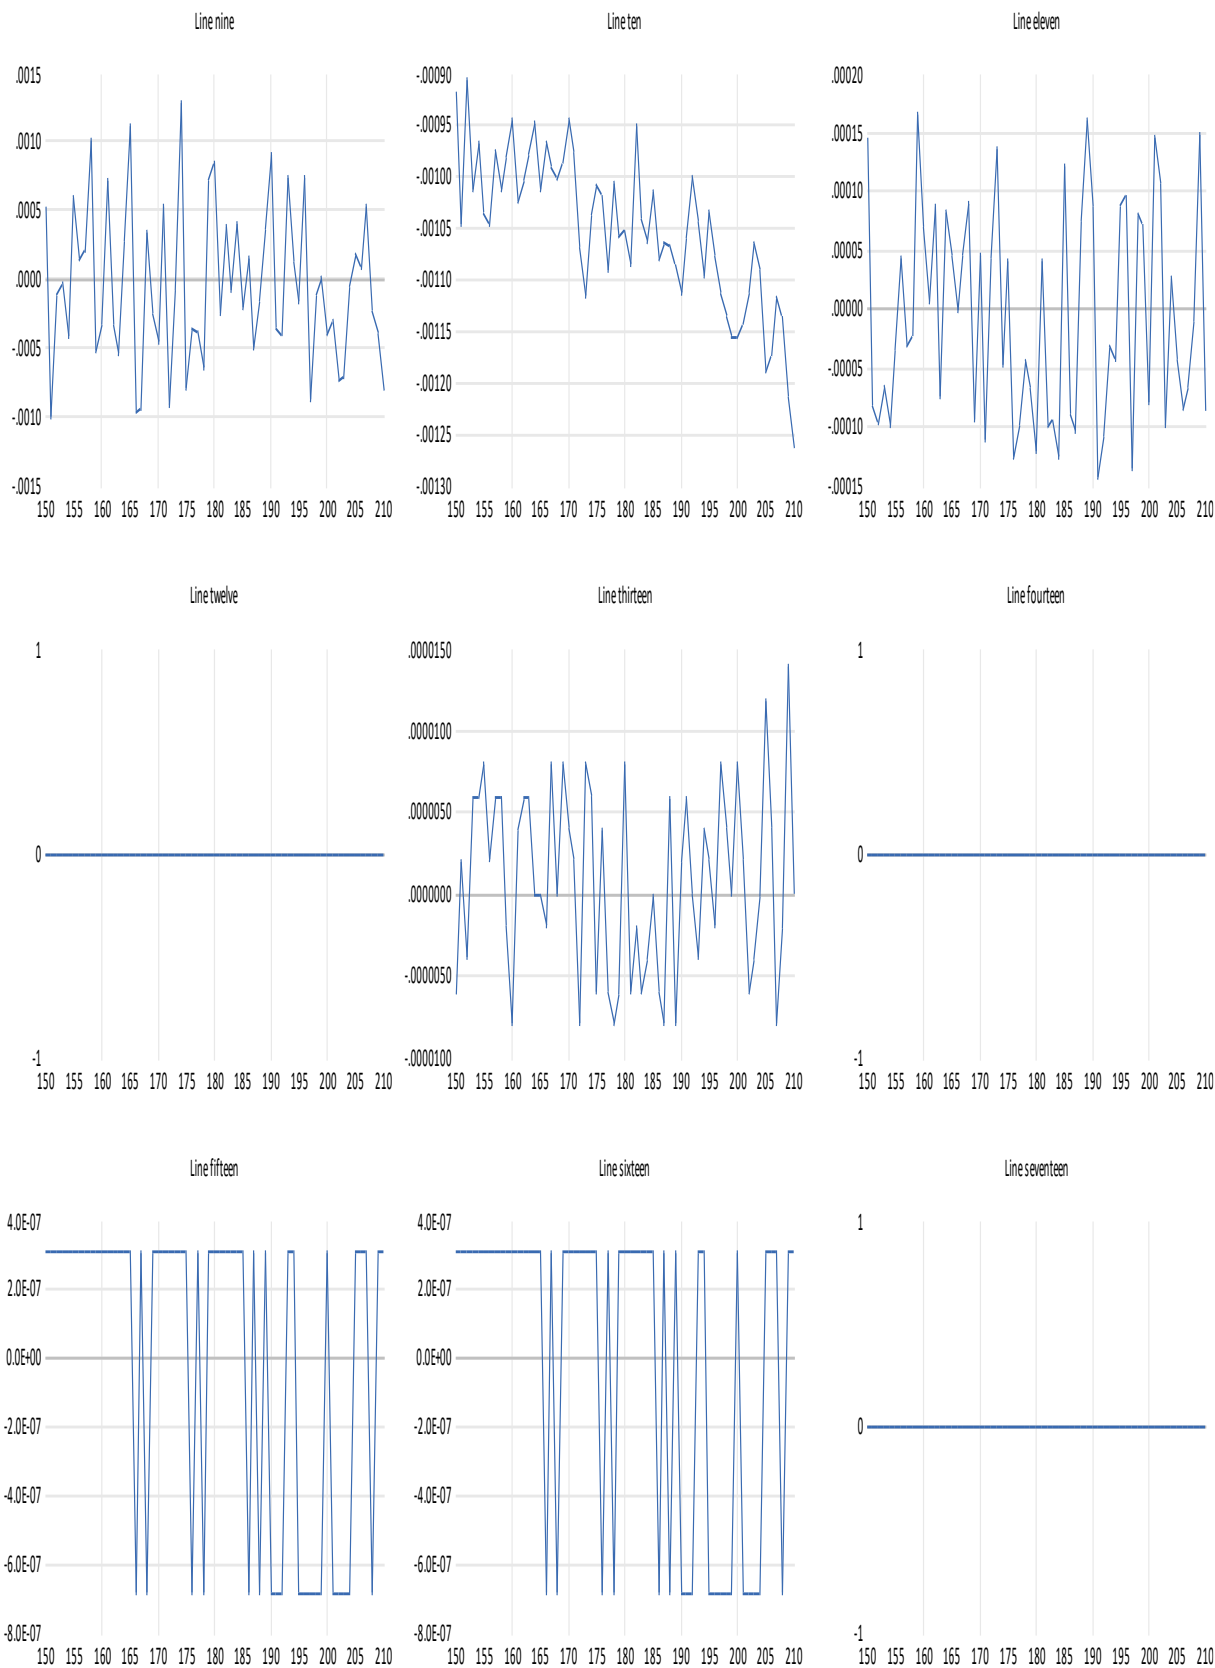 Line nine
Line ten
Line eleven
.0015
.0010
.0005
.0000
-.0005
-.0010
-.0015
150 155 160 165 170 175 180 185 190 195 200 205 210
-.00090
-.00095
-.00100
-.00105
-.00110
-.00115
-.00120
-.00125
-.00130
150 155 160 165 170 175 180 185 190 195 200 205 210
.00020
.00015
.00010
.00005
.00000
-.00005
-.00010
-.00015
150 155 160 165 170 175 180 185 190 195 200 205 210
Line twelve
Line thirteen
Line fourteen
1
0
-1
150 155 160 165 170 175 180 185 190 195 200 205 210
.0000150
.0000100
.0000050
.0000000
-.0000050
-.0000100
150 155 160 165 170 175 180 185 190 195 200 205 210
1
0
-1
150 155 160 165 170 175 180 185 190 195 200 205 210
Line fifteen
Line sixteen
Line seventeen
4.0E-07
2.0E-07
0.0E+00
-2.0E-07
-4.0E-07
-6.0E-07
-8.0E-07
150 155 160 165 170 175 180 185 190 195 200 205 210
4.0E-07
2.0E-07
0.0E+00
-2.0E-07
-4.0E-07
-6.0E-07
-8.0E-07
150 155 160 165 170 175 180 185 190 195 200 205 210
1
0
-1
150 155 160 165 170 175 180 185 190 195 200 205 210